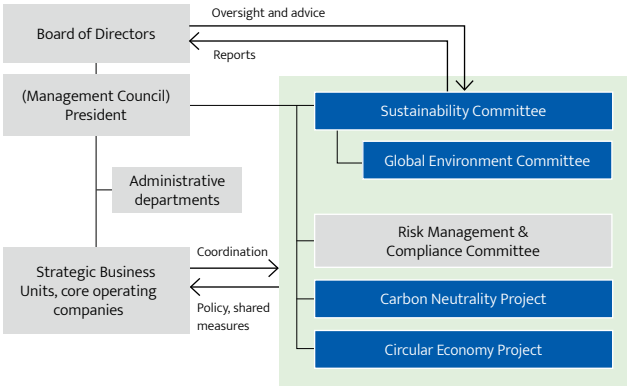 Oversight and advice
Board of Directors
Reports
(Management Council)
President
Sustainability Committee
Global Environment Committee
Administrative
departments
Risk Management &
Compliance Committee
Coordination
Strategic Business
Units, core operating
companies
Policy, shared
measures
Carbon Neutrality Project
Circular Economy Project